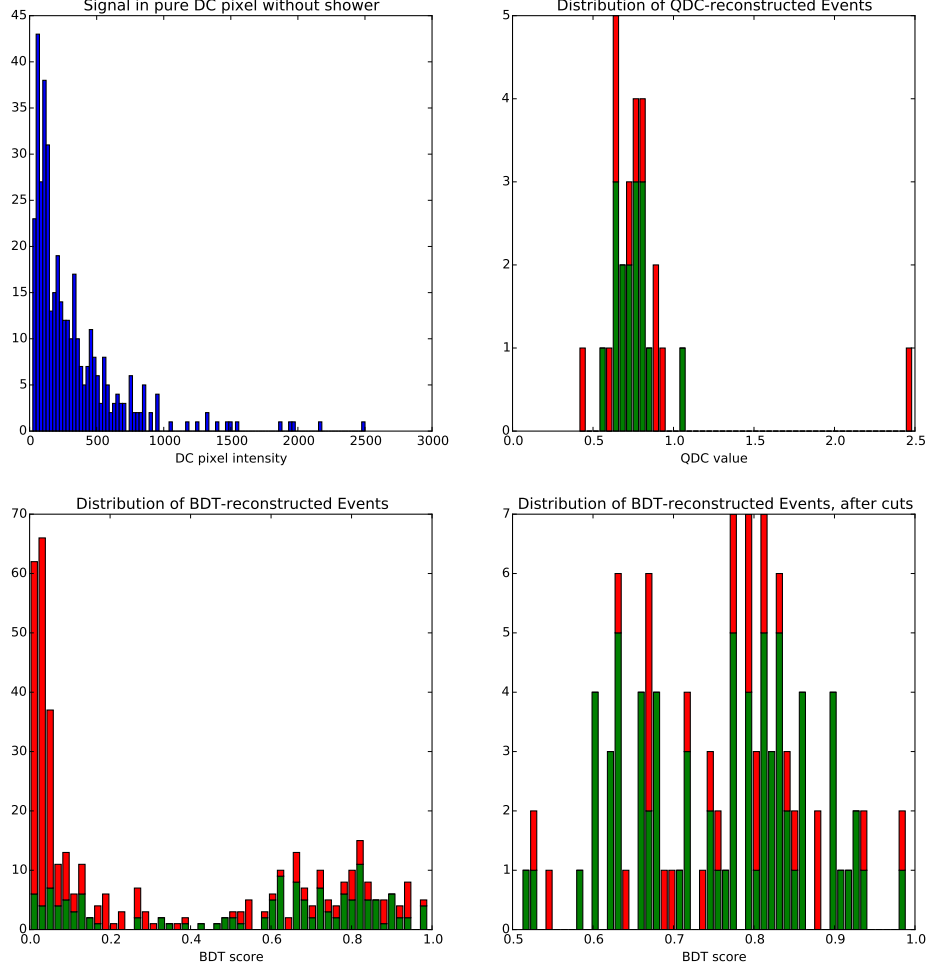 Signal in pure DC pixel without shower
45
40
35
30
25
20
15
10
5
0
0 500 1000 1500 2000 2500 3000
DC pixel intensity
Distribution of QDC-reconstructed Events
5
4
3
2
1
0
0.0 0.5 1.0 1.5 2.0 2.5
QDC value
Distribution of BDT-reconstructed Events
70
60
50
40
30
20
10
0
0.0 0.2 0.4 0.6 0.8 1.0
BDT score
Distribution of BDT-reconstructed Events, after cuts
7
6
5
4
3
2
1
0
0.5 0.6 0.7 0.8 0.9 1.0
BDT score